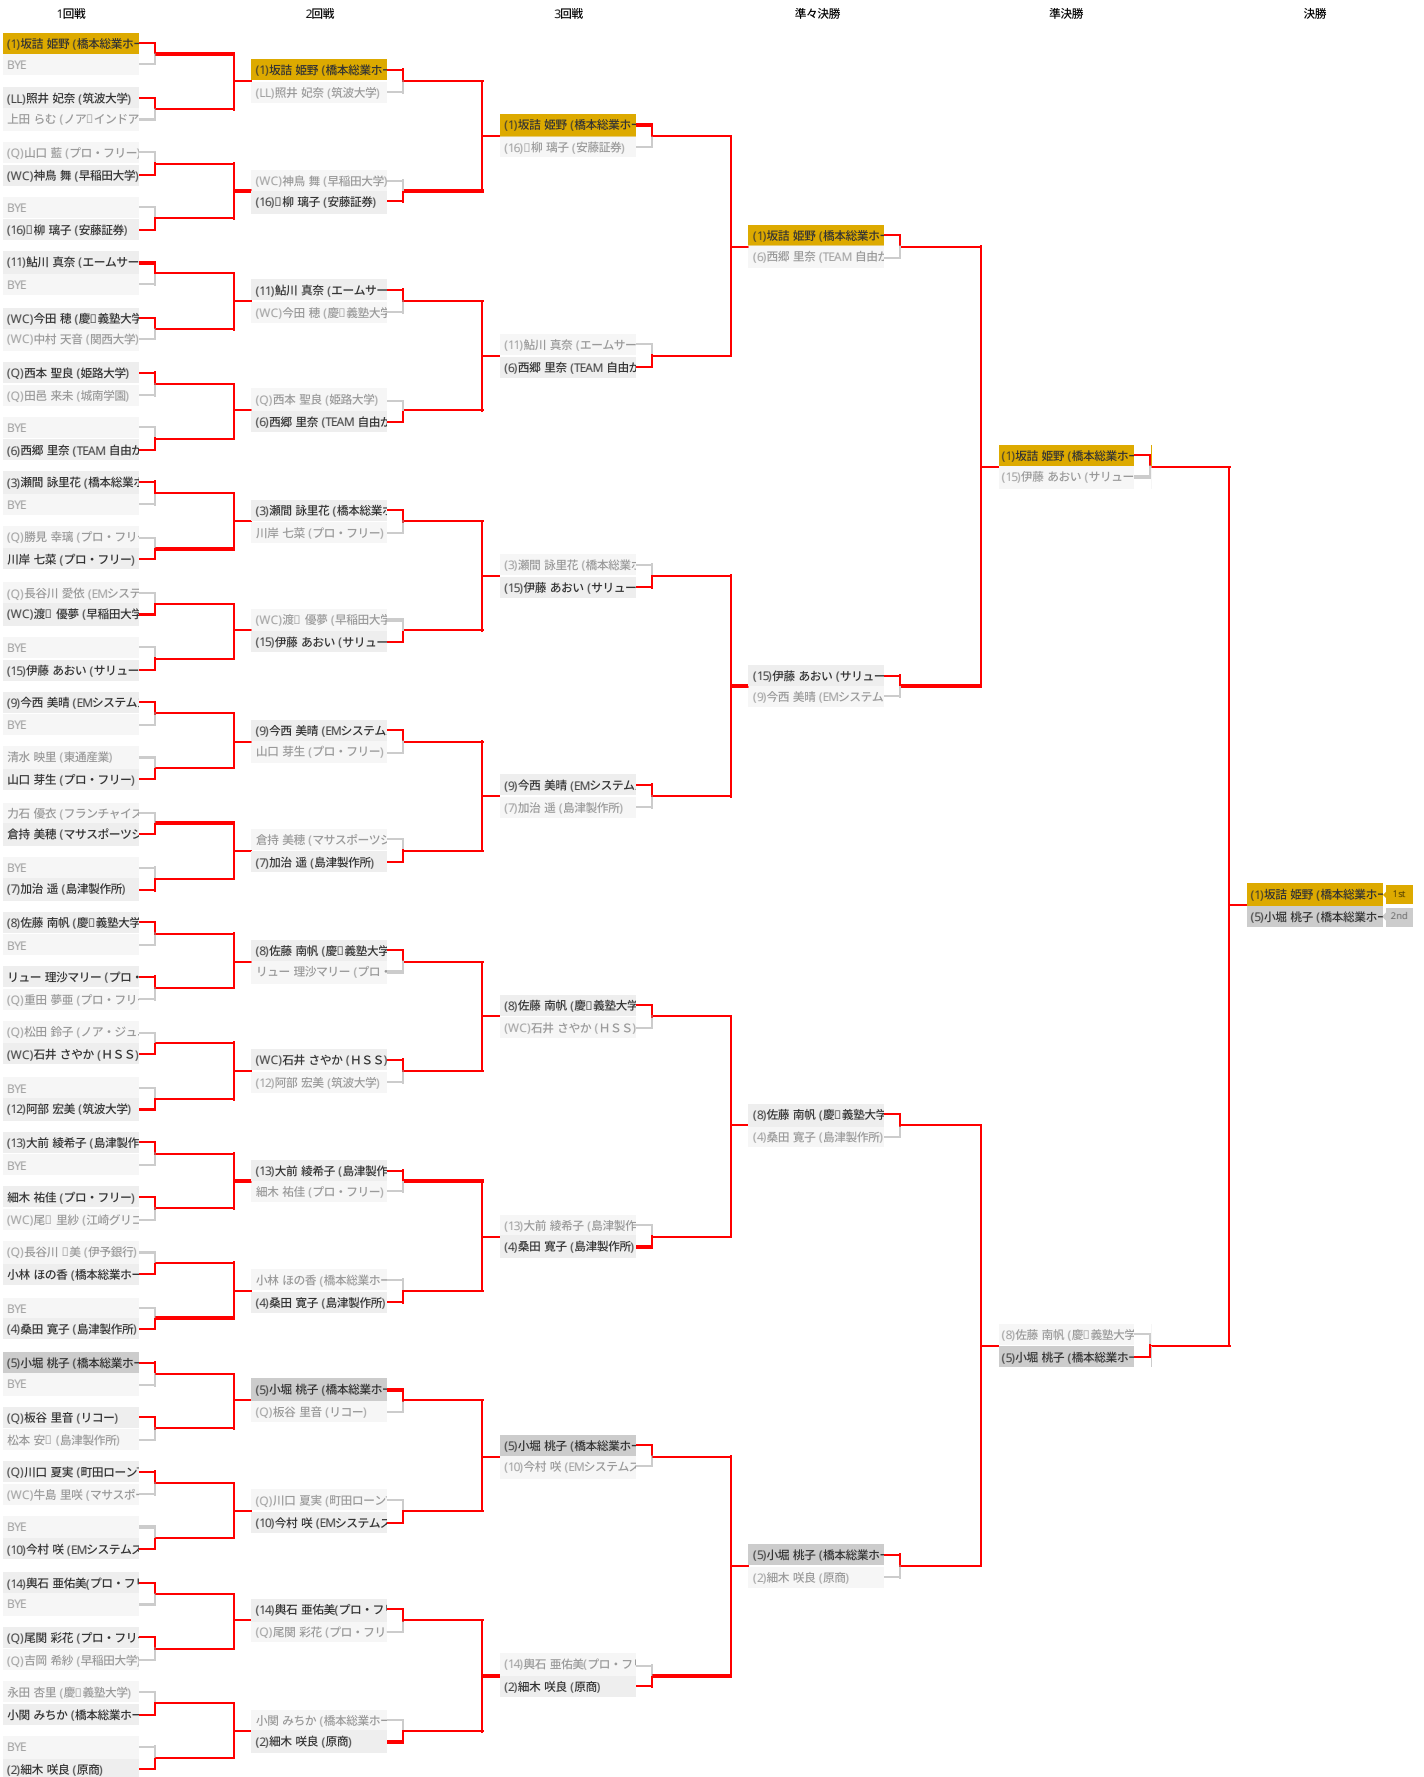 1回戦
2回戦
3回戦
準々決勝
準決勝
決勝
(1)坂詰 姫野 (橋本総業ホー
BYE
(LL)照井 妃奈 (筑波大学)
上田 らむ (ノア・インドア
(Q)山口 藍 (プロ・フリー)
(WC)神鳥 舞 (早稲田大学)
BYE
(16)柳 璃子 (安藤証券)
(11)鮎川 真奈 (エームサー
BYE
(WC)今田 穂 (慶義塾大学
(WC)中村 天音 (関西大学)
(Q)西本 聖良 (姫路大学)
(Q)田邑 来未 (城南学園)
BYE
(6)西郷 里奈 (TEAM 自由が
(3)瀬間 詠里花 (橋本総業ホ
BYE
(Q)勝見 幸璃 (プロ・フリー
川岸 七菜 (プロ・フリー)
(Q)長谷川 愛依 (EMシステ
(WC)渡 優夢 (早稲田大学
BYE
(15)伊藤 あおい (サリュー
(9)今西 美晴 (EMシステム
BYE
清水 映里 (東通産業)
山口 芽生 (プロ・フリー)
力石 優衣 (フランチャイズ
倉持 美穂 (マサスポーツシ
BYE
(7)加治 遥 (島津製作所)
(8)佐藤 南帆 (慶義塾大学
BYE
リュー 理沙マリー (プロ・
(Q)重田 夢亜 (プロ・フリー
(Q)松田 鈴子 (ノア・ジュニ
(WC)石井 さやか (ＨＳＳ)
BYE
(12)阿部 宏美 (筑波大学)
(13)大前 綾希子 (島津製作
BYE
細木 祐佳 (プロ・フリー)
(WC)尾 里紗 (江崎グリコ
(Q)長谷川 美 (伊予銀行)
小林 ほの香 (橋本総業ホー
BYE
(4)桑田 寛子 (島津製作所)
(5)小堀 桃子 (橋本総業ホー
BYE
(Q)板谷 里音 (リコー)
松本 安 (島津製作所)
(Q)川口 夏実 (町田ローン
(WC)牛島 里咲 (マサスポー
BYE
(10)今村 咲 (EMシステムズ
(14)輿石 亜佑美(プロ・フリ
BYE
(Q)尾関 彩花 (プロ・フリー
(Q)吉岡 希紗 (早稲田大学)
永田 杏里 (慶義塾大学)
小関 みちか (橋本総業ホー
BYE
(2)細木 咲良 (原商)
(1)坂詰 姫野 (橋本総業ホー
(LL)照井 妃奈 (筑波大学)
(WC)神鳥 舞 (早稲田大学)
(16)柳 璃子 (安藤証券)
(11)鮎川 真奈 (エームサー
(WC)今田 穂 (慶義塾大学
(Q)西本 聖良 (姫路大学)
(6)西郷 里奈 (TEAM 自由が
(3)瀬間 詠里花 (橋本総業ホ
川岸 七菜 (プロ・フリー)
(WC)渡 優夢 (早稲田大学
(15)伊藤 あおい (サリュー
(9)今西 美晴 (EMシステム
山口 芽生 (プロ・フリー)
倉持 美穂 (マサスポーツシ
(7)加治 遥 (島津製作所)
(8)佐藤 南帆 (慶義塾大学
リュー 理沙マリー (プロ・
(WC)石井 さやか (ＨＳＳ)
(12)阿部 宏美 (筑波大学)
(13)大前 綾希子 (島津製作
細木 祐佳 (プロ・フリー)
小林 ほの香 (橋本総業ホー
(4)桑田 寛子 (島津製作所)
(5)小堀 桃子 (橋本総業ホー
(Q)板谷 里音 (リコー)
(Q)川口 夏実 (町田ローン
(10)今村 咲 (EMシステムズ
(14)輿石 亜佑美(プロ・フリ
(Q)尾関 彩花 (プロ・フリー
小関 みちか (橋本総業ホー
(2)細木 咲良 (原商)
(1)坂詰 姫野 (橋本総業ホー
(16)柳 璃子 (安藤証券)
(11)鮎川 真奈 (エームサー
(6)西郷 里奈 (TEAM 自由が
(3)瀬間 詠里花 (橋本総業ホ
(15)伊藤 あおい (サリュー
(9)今西 美晴 (EMシステム
(7)加治 遥 (島津製作所)
(8)佐藤 南帆 (慶義塾大学
(WC)石井 さやか (ＨＳＳ)
(13)大前 綾希子 (島津製作
(4)桑田 寛子 (島津製作所)
(5)小堀 桃子 (橋本総業ホー
(10)今村 咲 (EMシステムズ
(14)輿石 亜佑美(プロ・フリ
(2)細木 咲良 (原商)
(1)坂詰 姫野 (橋本総業ホー
(6)西郷 里奈 (TEAM 自由が
(15)伊藤 あおい (サリュー
(9)今西 美晴 (EMシステム
(8)佐藤 南帆 (慶義塾大学
(4)桑田 寛子 (島津製作所)
(5)小堀 桃子 (橋本総業ホー
(2)細木 咲良 (原商)
(1)坂詰 姫野 (橋本総業ホー
(15)伊藤 あおい (サリュー
(8)佐藤 南帆 (慶義塾大学
(5)小堀 桃子 (橋本総業ホー
(1)坂詰 姫野 (橋本総業ホー 1st
(5)小堀 桃子 (橋本総業ホー 2nd